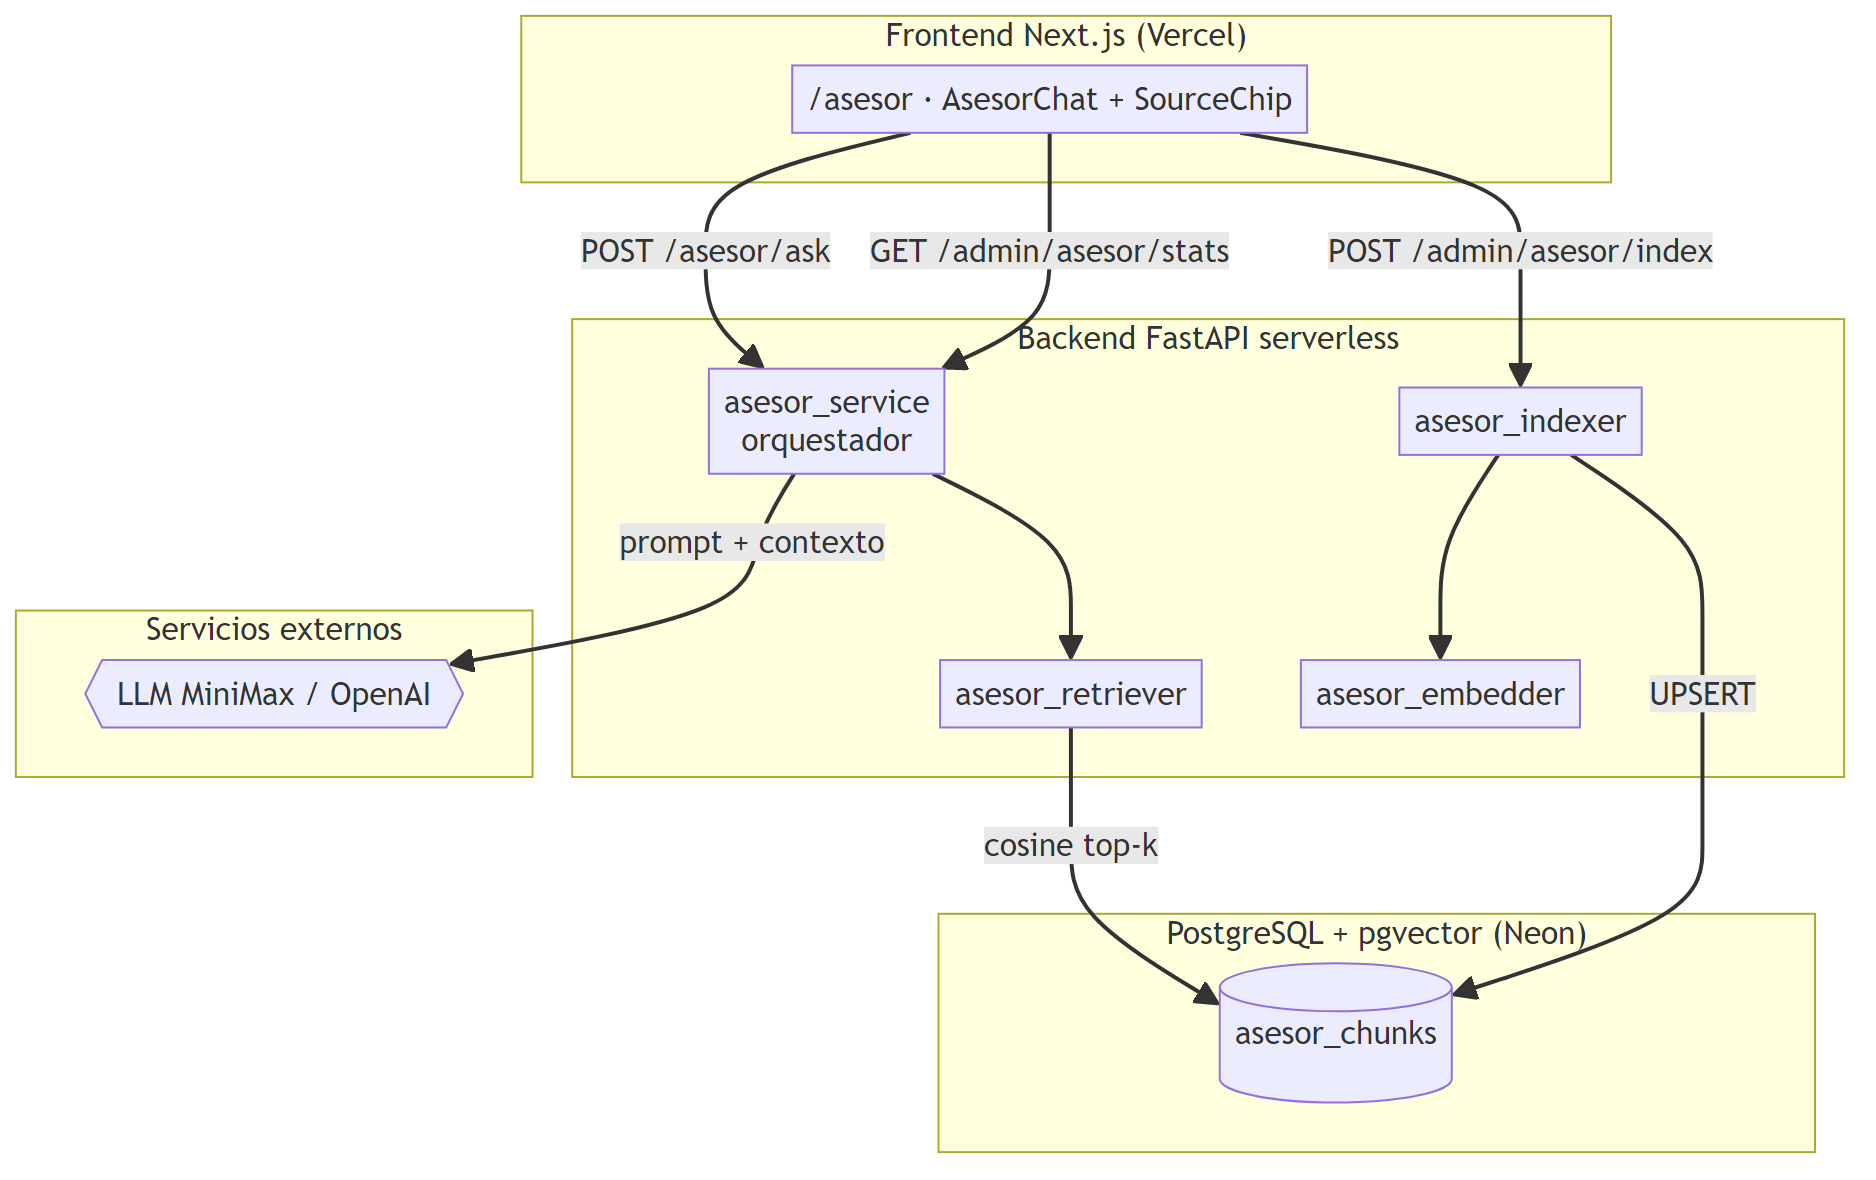 Frontend Next.js (Vercel)
/asesor · AsesorChat + SourceChip
POST /asesor/ask
GET /admin/asesor/stats
POST /admin/asesor/index
Backend FastAPI serverless
asesor_service
orquestador
asesor_indexer
prompt + contexto
Servicios externos
LLM MiniMax / OpenAI
asesor_retriever
asesor_embedder
UPSERT
cosine top-k
PostgreSQL + pgvector (Neon)
asesor_chunks